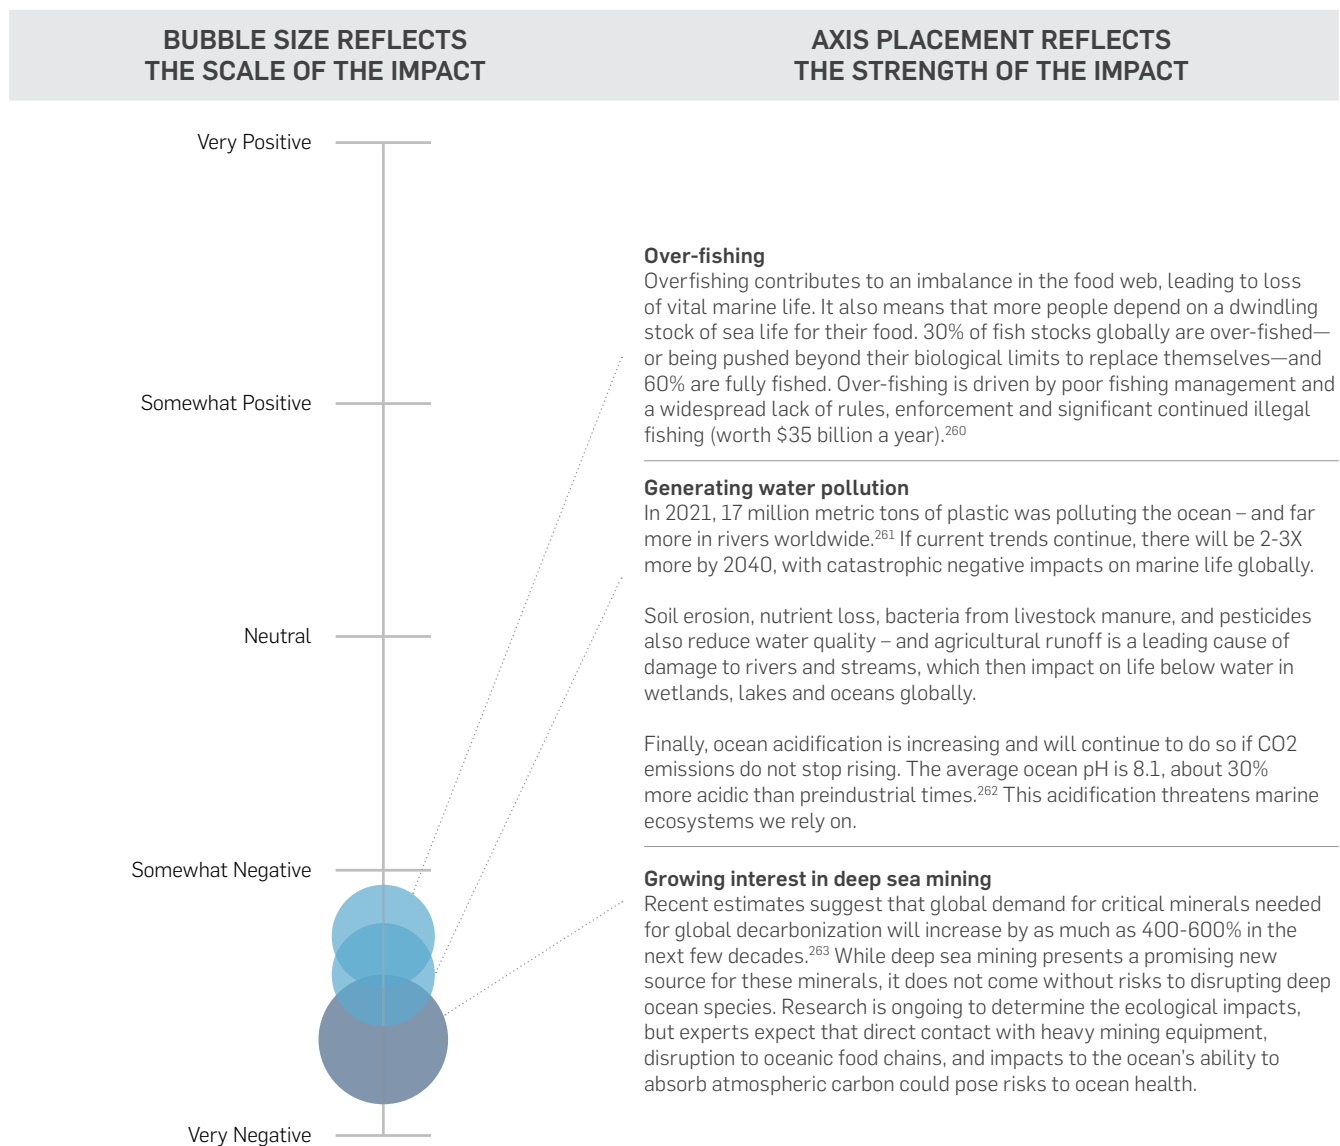 BUBBLE SIZE REFLECTS
THE SCALE OF THE IMPACT
AXIS PLACEMENT REFLECTS
THE STRENGTH OF THE IMPACT
Very Positive
Somewhat Positive
Neutral
Somewhat Negative
Very Negative
Over-fishing
Overfishing contributes to an imbalance in the food web, leading to loss
of vital marine life. It also means that more people depend on a dwindling
stock of sea life for their food. 30% of fish stocks globally are over-fished—
or being pushed beyond their biological limits to replace themselves—and
60% are fully fished. Over-fishing is driven by poor fishing management and
a widespread lack of rules, enforcement and significant continued illegal
fishing (worth $35 billion a year).260
Generating water pollution
In 2021, 17 million metric tons of plastic was polluting the ocean – and far
more in rivers worldwide.261 If current trends continue, there will be 2-3X
more by 2040, with catastrophic negative impacts on marine life globally.
Soil erosion, nutrient loss, bacteria from livestock manure, and pesticides
also reduce water quality – and agricultural runoff is a leading cause of
damage to rivers and streams, which then impact on life below water in
wetlands, lakes and oceans globally.
Finally, ocean acidification is increasing and will continue to do so if CO2
emissions do not stop rising. The average ocean pH is 8.1, about 30%
more acidic than preindustrial times.262 This acidification threatens marine
ecosystems we rely on.
Growing interest in deep sea mining
Recent estimates suggest that global demand for critical minerals needed
for global decarbonization will increase by as much as 400-600% in the
next few decades.263 While deep sea mining presents a promising new
source for these minerals, it does not come without risks to disrupting deep
ocean species. Research is ongoing to determine the ecological impacts,
but experts expect that direct contact with heavy mining equipment,
disruption to oceanic food chains, and impacts to the ocean's ability to
absorb atmospheric carbon could pose risks to ocean health.